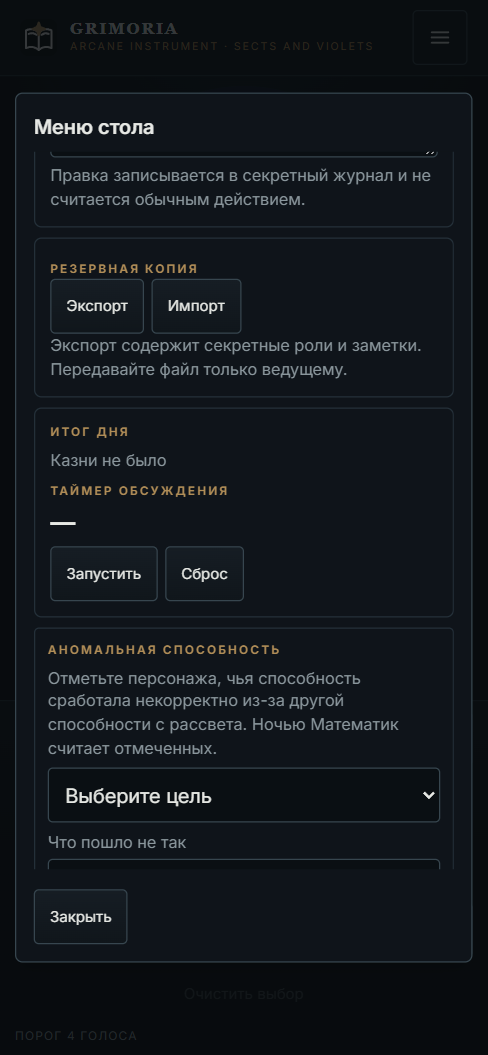 GRIMORIA
ARCANE INSTRUMENT · SECTS AND VIOLETS
Меню стола
Правка записывается в секретный журнал и не
считается обычным действием.
РЕЗЕРВНАЯ КОПИЯ
Экспорт
Импорт
Экспорт содержит секретные роли и заметки.
Передавайте файл только ведущему.
ИТОГ ДНЯ
Казни не было
ТАЙМЕР ОБСУЖДЕНИЯ
—
Запустить
Сброс
АНОМАЛЬНАЯ СПОСОБНОСТЬ
Отметьте персонажа, чья способность
сработала некорректно из-за другой
способности с рассвета. Ночью Математик
считает отмеченных.
Выберите цель
Что пошло не так
Закрыть
Очистить выбор
ПОРОГ 4 ГОЛОСА